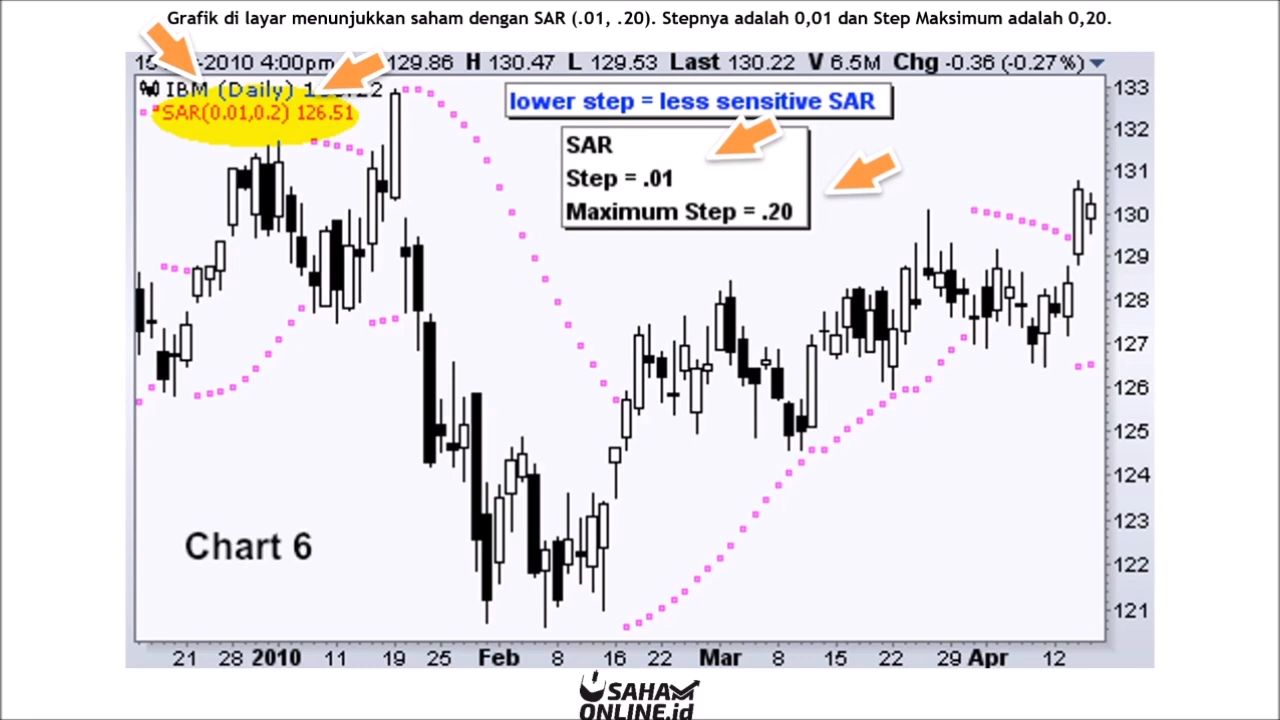 Grafik di layar menunjukkan saham dengan SAR (.01, .20). Stepnya adalah 0,01 dan Step Maksimum adalah 0,20.
2010 4:00pm 129.86 H 130.47 L 129.53 Last 130.22 V 6.5M Chg -0.36 (-0.27%)
IBM (Daily)
SAR(0.01,0.2) 126.51
lower step = less sensitive SAR
SAR
Step = .01
Maximum Step = .20
133
132
131
130
129
128
127
126
125
124
123
122
121
Chart 6
21 28 2010 11 19 25 Feb 8 16 22 Mar 8 15 22 29 Apr 12
SAHAM
ONLINE.id